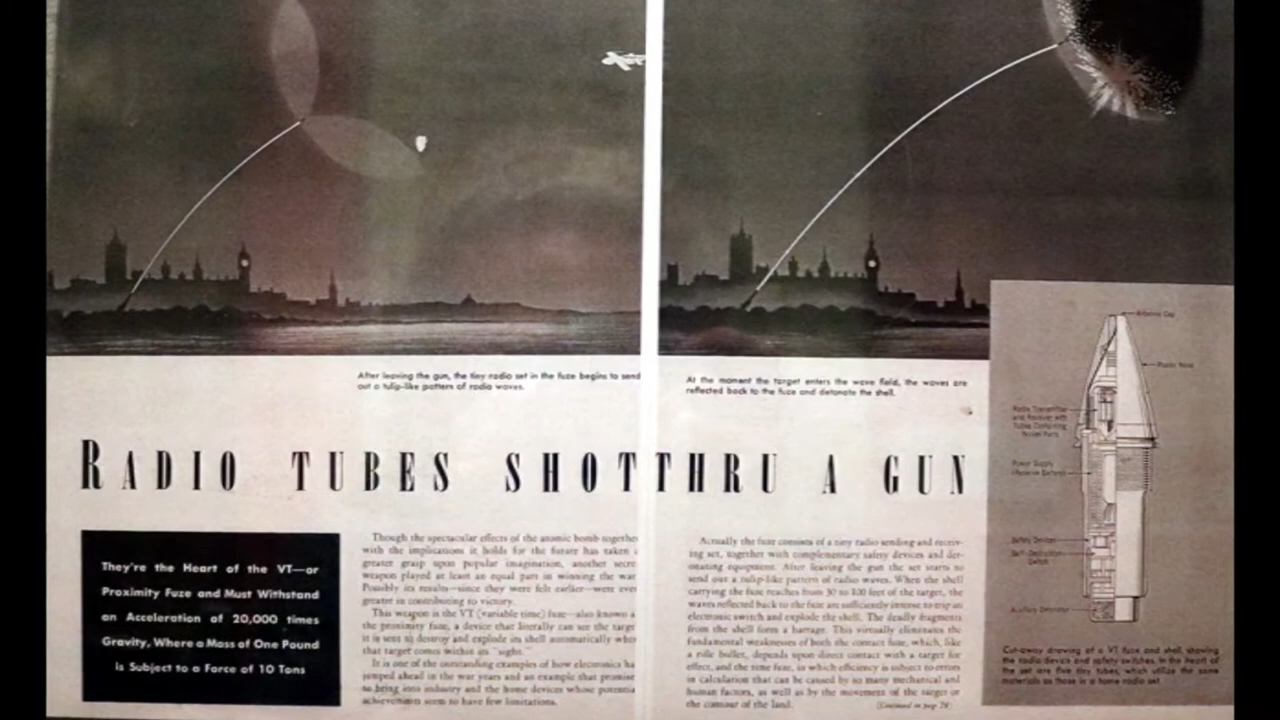 After leaving the gun, the tiny radio set in the fuze begins to send
out a tulip-like pattern of radio waves.
At the moment the target enters the wave field, the waves are
reflected back to the fuze and detonate the shell.
RADIO TUBES SHOT THRU A GUN
They're the Heart of the VT—or
Proximity Fuze and Must Withstand
an Acceleration of 20,000 times
Gravity, Where a Mass of One Pound
is Subject to a Force of 10 Tons
Though the spectacular effects of the atomic bomb together
with the implications it holds for the future has taken
greater grasp upon popular imagination, another
weapon played at least an equal part in winning the war
Possibly its results—since they were felt earlier—were
greater in contributing to victory.
This weapon is the VT (variable time) fuze—also known
the proximity fuze, a device that literally can see the target
it is sent to destroy and explode its shell automatically
that target comes within its "sight."
It is one of the outstanding examples of how electronics
jumped ahead in the war years and an example that
to bring into industry and the home devices whose
achievements seem to have few limitations.
Actually the fuze consists of a tiny radio sending and receiv-
ing set, together with complementary safety devices and det-
onating equipment. After leaving the gun the set starts to
send out a tulip-like pattern of radio waves. When the shell
carrying the fuze reaches from 30 to 100 feet of the target, the
waves reflected back to the fuze are sufficiently intense to trip an
electronic switch and explode the shell. The deadly fragments
from the shell form a barrage. This virtually eliminates the
fundamental weaknesses of both the contact fuze, which, like
a rifle bullet, depends upon direct contact with a target for
effect, and the time fuze, in which efficiency is subject to errors
in calculation that can be caused by so many mechanical and
human factors, as well as by the movement of the target or
the contour of the land.
(Continued on page 78)
Cap
Plastic Nose
Radio Transmitter
and Receiver with
Tubes Containing
Parts
Power Supply
(Reserve Battery)
Safety Devices
Self-Destruction
Switch
Auxiliary Detonator
Cut-away drawing of a VT fuze and shell, showing
the radio device and safety switches. In the heart of
the set are five tiny tubes, which utilize the same
materials as those in a home radio set.